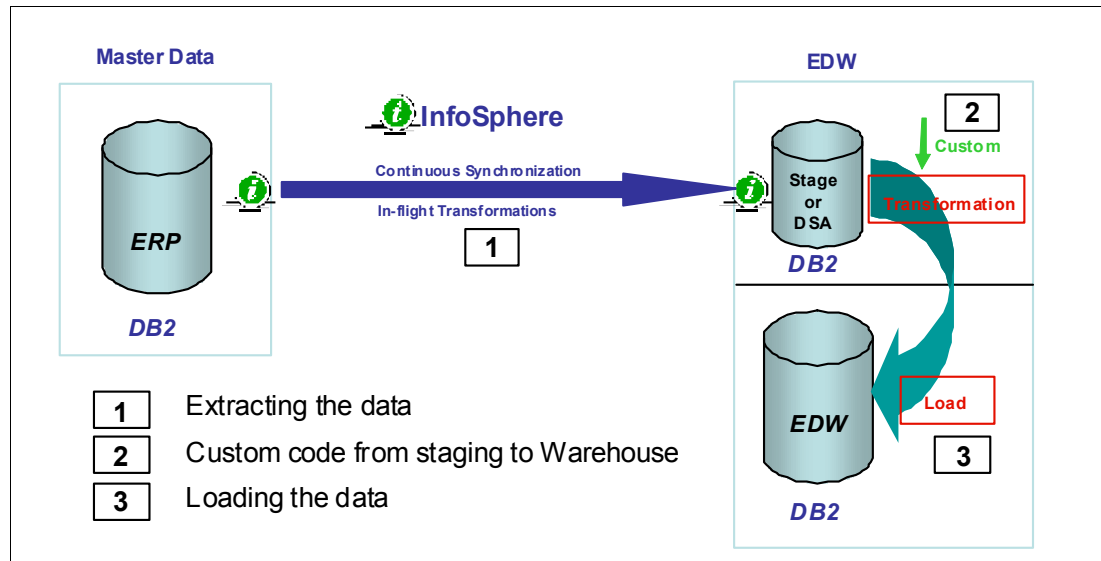 Master Data
EDW
InfoSphere
Continuous Synchronization
In-flight Transformations
1
ERP
DB2
2
Custom
Stage
or
DSA
Transformation
DB2
EDW
Load
3
DB2
1 Extracting the data
2 Custom code from staging to Warehouse
3 Loading the data